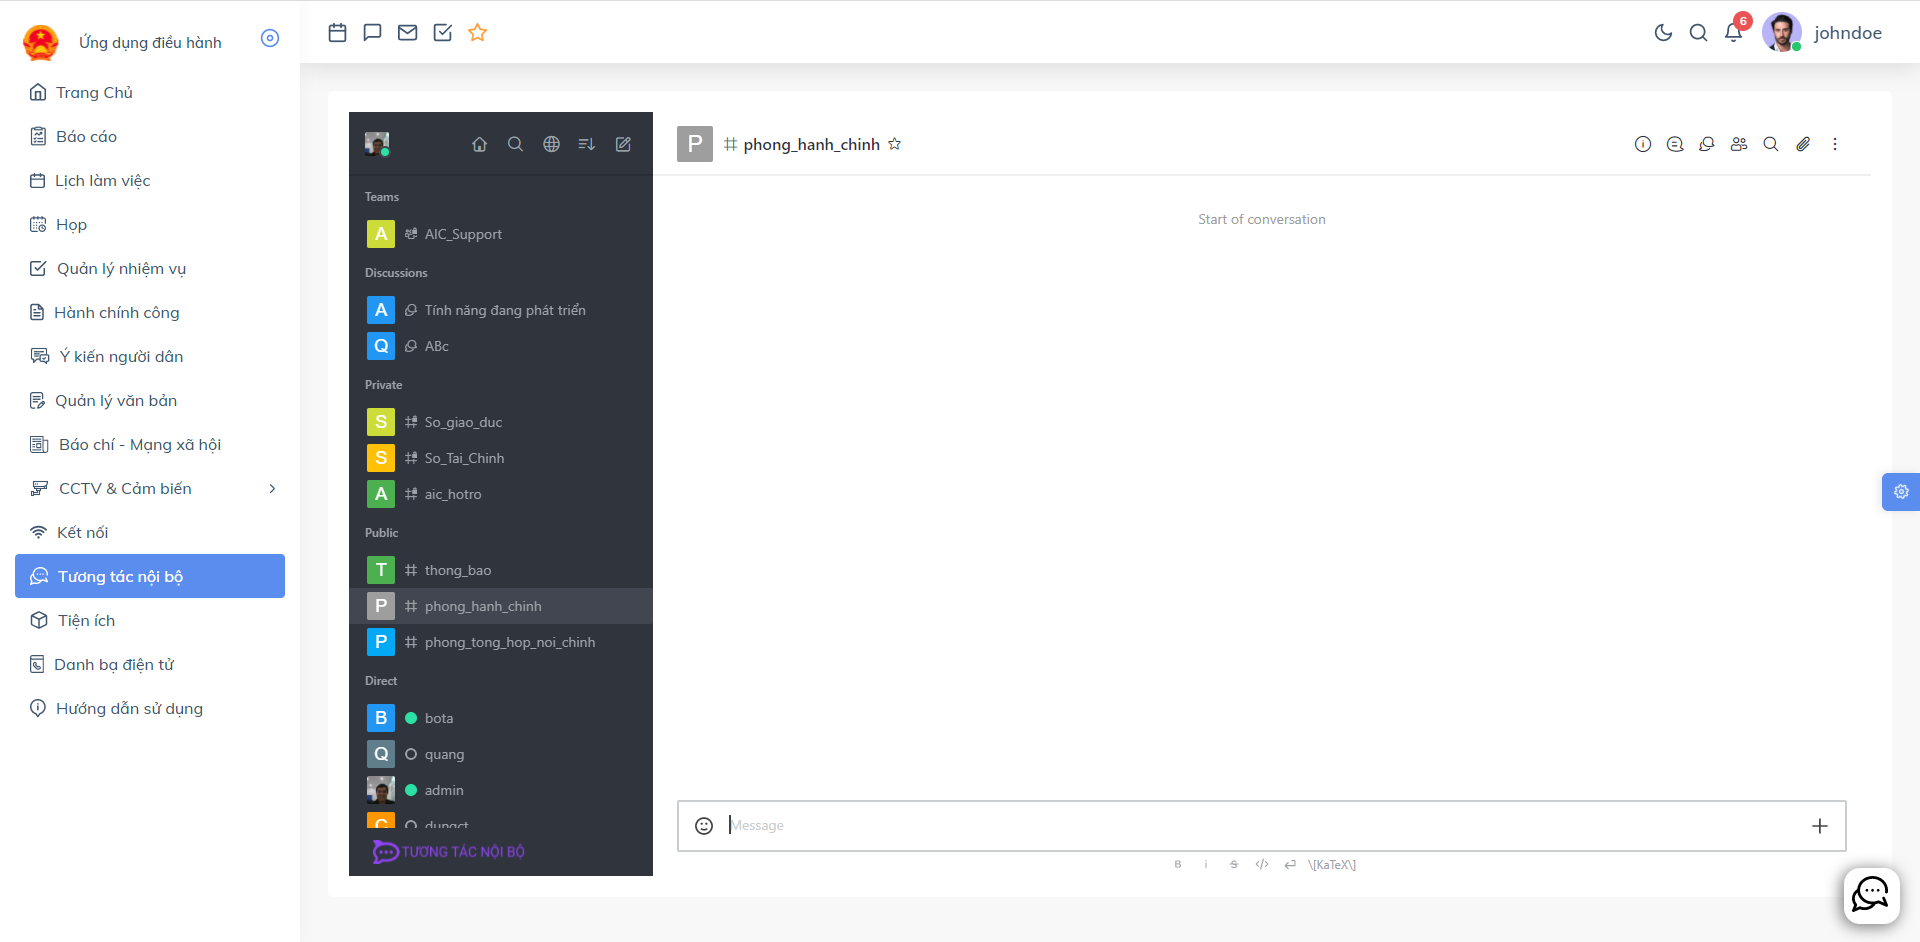 Ứng dụng điều hành
Trang Chủ
Báo cáo
Lịch làm việc
Họp
Quản lý nhiệm vụ
Hành chính công
Ý kiến người dân
Quản lý văn bản
Báo chí - Mạng xã hội
CCTV & Cảm biến
Kết nối
Tương tác nội bộ
Tiện ích
Danh bạ điện tử
Hướng dẫn sử dụng
6
johndoe
Teams
A AIC_Support
Discussions
A Tính năng đang phát triển
Q ABc
Private
S So_giao_duc
S So_Tai_Chinh
A aic_hotro
Public
T # thong_bao
P # phong_hanh_chinh
P # phong_tong_hop_noi_chinh
Direct
B bota
Q quang
admin
TƯƠNG TÁC NỘI BỘ
P # phong_hanh_chinh
Start of conversation
Message
B i S </> \[KaTeX\]